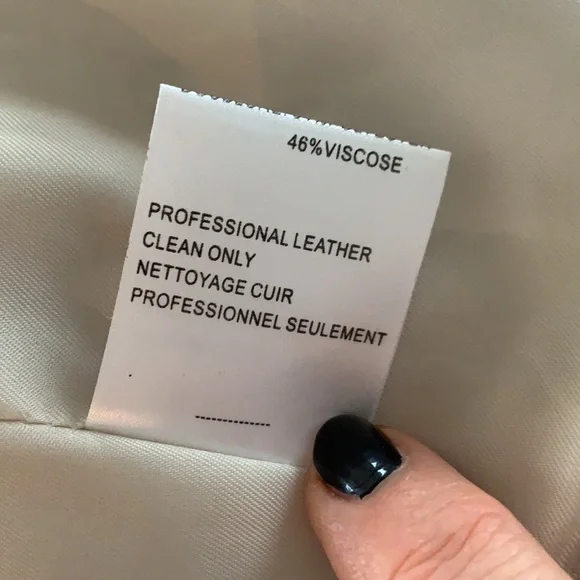 46%VISCOSE
PROFESSIONAL LEATHER
CLEAN ONLY
NETTOYAGE CUIR
PROFESSIONNEL SEULEMENT